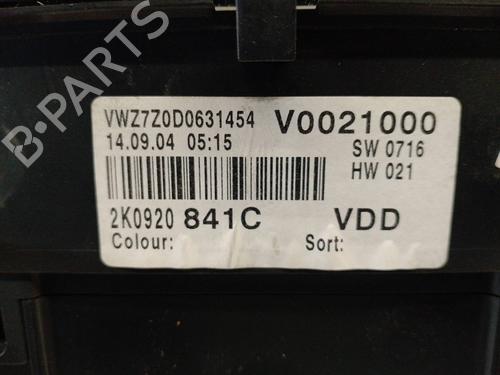 B-PARTS
VWZ7Z0D0631454 V0021000
14.09.04 05:15 SW 0716
HW 021
2K0920 841C VDD
Colour: Sort: